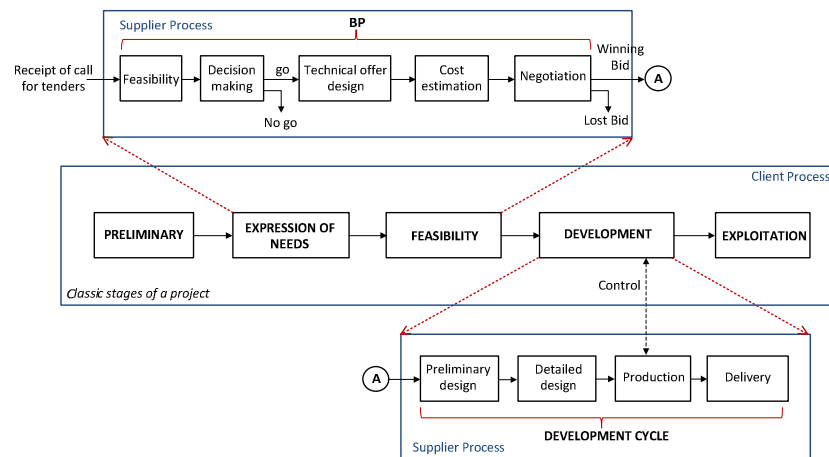 Supplier Process
BP
Receipt of call
for tenders
Feasibility
Decision
making
go
No go
Technical offer
design
Cost
estimation
Negotiation
Winning
Bid
A
Lost Bid
Client Process
PRELIMINARY
EXPRESSION OF
NEEDS
FEASIBILITY
DEVELOPMENT
EXPLOITATION
Classic stages of a project
Control
A
Preliminary
design
Detailed
design
Production
Delivery
DEVELOPMENT CYCLE
Supplier Process